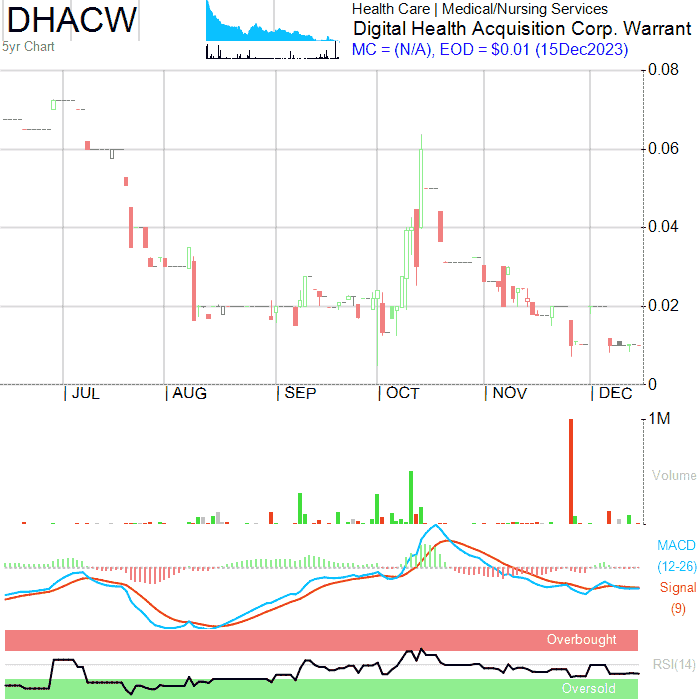 DHACW
5yr Chart
Health Care | Medical/Nursing Services
Digital Health Acquisition Corp. Warrant
MC = (N/A), EOD = $0.01 (15Dec2023)
0.08
0.06
0.04
0.02
0
JUL AUG SEP OCT NOV DEC
1M
Volume
MACD
(12-26)
Signal
(9)
Overbought
RSI(14)
Oversold